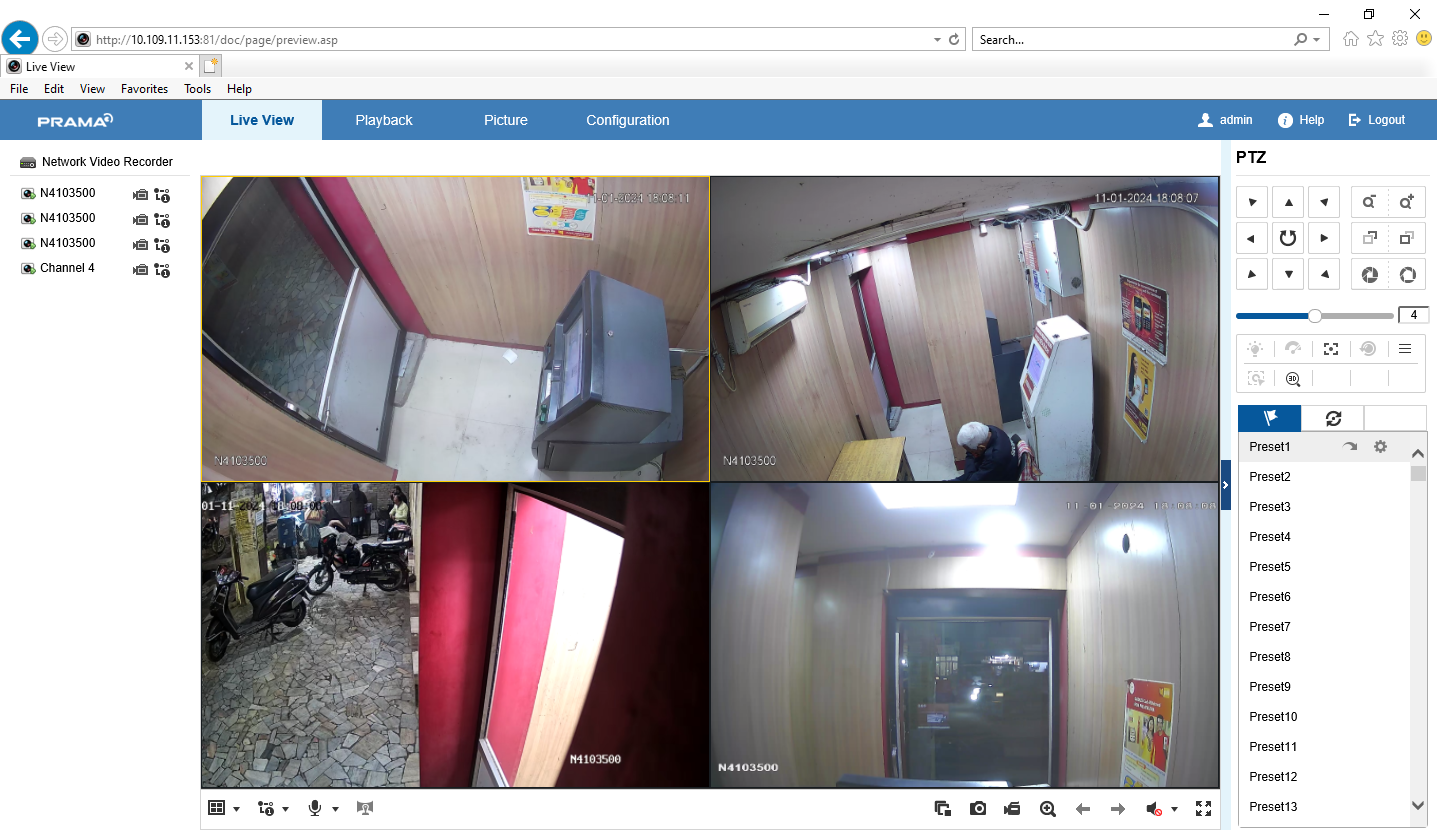 http://10.109.11.153:81/doc/page/preview.asp
Search...
Live View
File Edit View Favorites Tools Help
PRAMA
Live View Playback Picture Configuration
admin Help Logout
Network Video Recorder
N4103500
N4103500
N4103500
Channel 4
11-01-2024 18:08:11
N4103500
11-01-2024 18:08:07
N4103500
01-11-2024 18:08:08
N4103500
11-01-2024 18:08:08
N4103500
PTZ
4
3D
Preset1
Preset2
Preset3
Preset4
Preset5
Preset6
Preset7
Preset8
Preset9
Preset10
Preset11
Preset12
Preset13